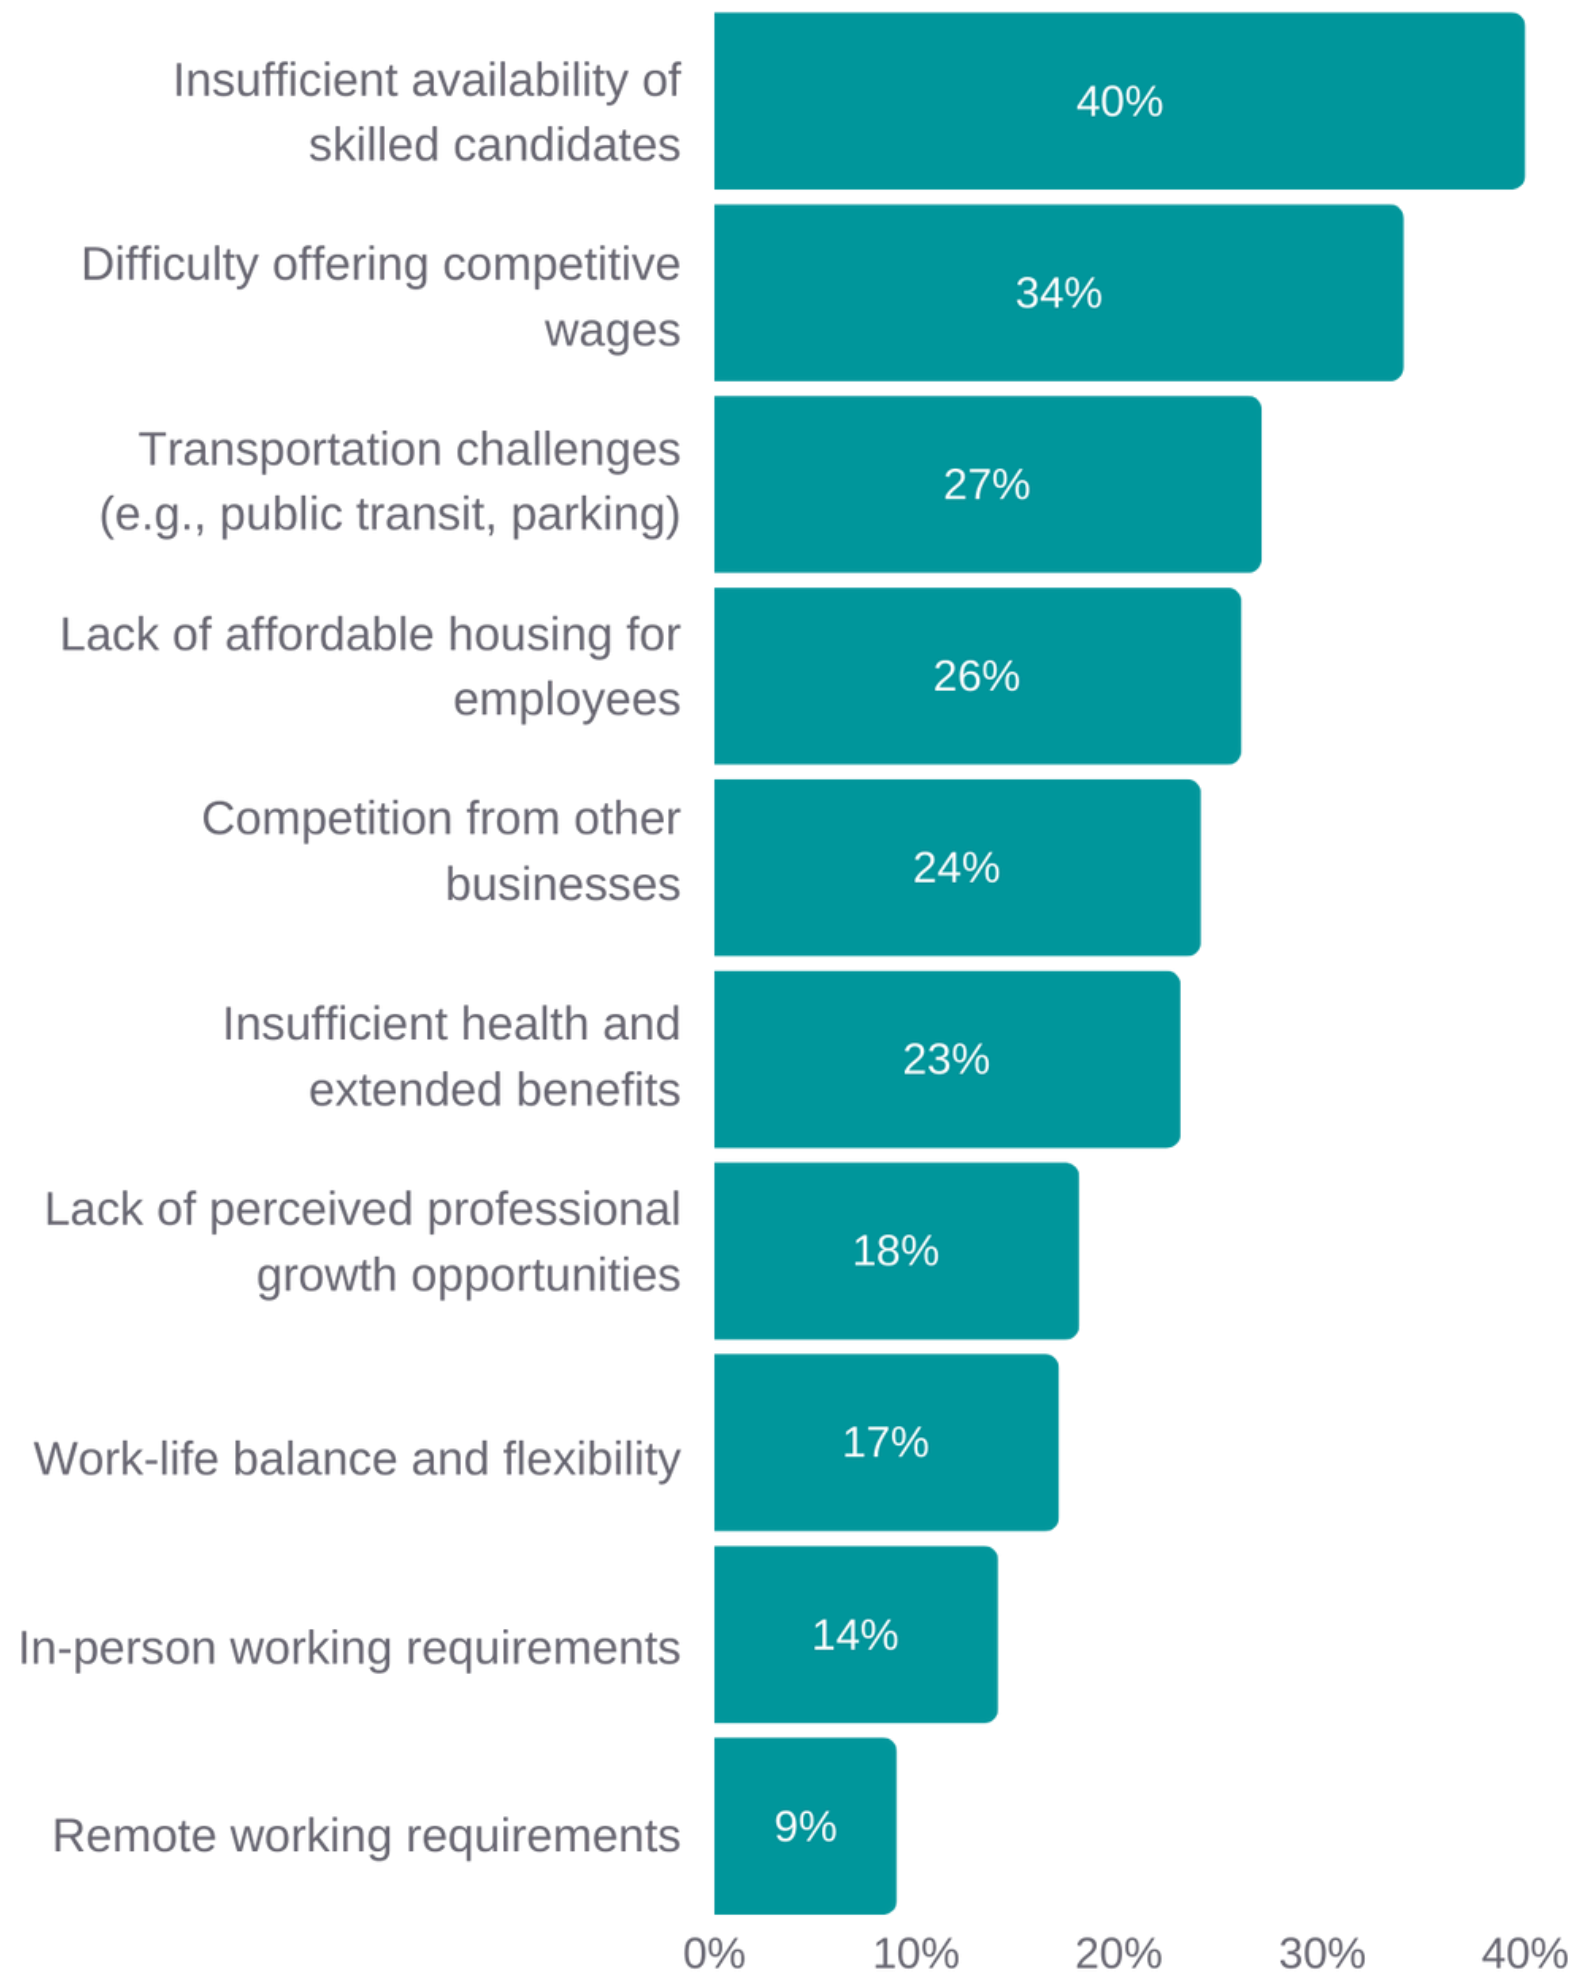 Insufficient availability of
skilled candidates
40%
Difficulty offering competitive
wages
34%
Transportation challenges
(e.g., public transit, parking)
27%
Lack of affordable housing for
employees
26%
Competition from other
businesses
24%
Insufficient health and
extended benefits
23%
Lack of perceived professional
growth opportunities
18%
Work-life balance and flexibility
17%
In-person working requirements
14%
Remote working requirements
9%
0% 10% 20% 30% 40%